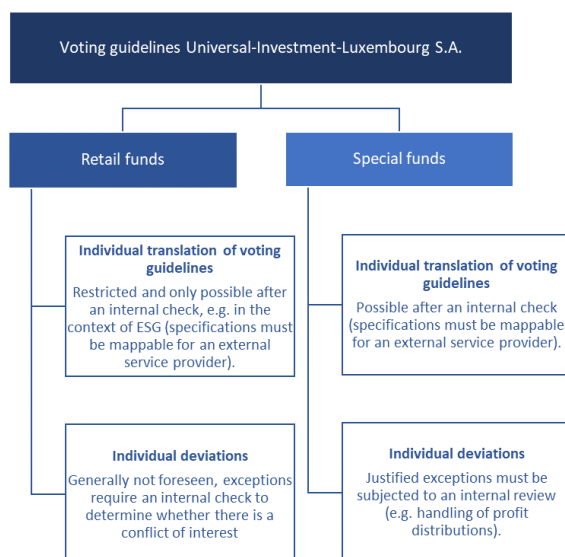 Voting guidelines Universal-Investment-Luxembourg S.A.
Retail funds
Individual translation of voting
guidelines
Restricted and only possible after
an internal check, e.g. in the
context of ESG (specifications must
be mappable for an external
service provider).
Individual deviations
Generally not foreseen, exceptions
require an internal check to
determine whether there is a
conflict of interest
Special funds
Individual translation of voting
guidelines
Possible after an internal check
(specifications must be mappable
for an external service provider).
Individual deviations
Justified exceptions must be
subjected to an internal review
(e.g. handling of profit
distributions).